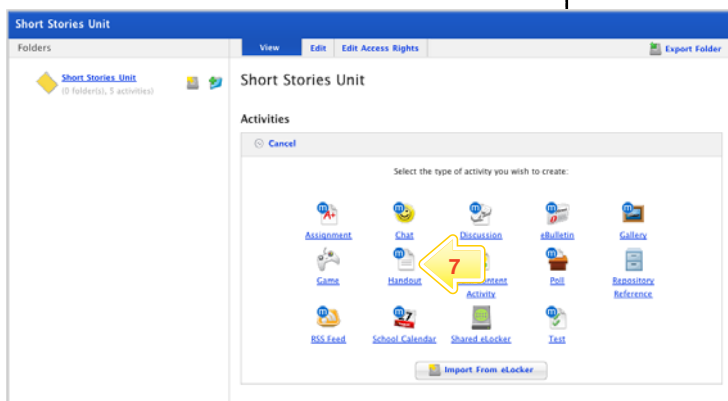 Short Stories Unit
Folders
View Edit Edit Access Rights Export Folder
Short Stories Unit
(0 folder(s), 5 activities)
Short Stories Unit
Activities
Cancel
Select the type of activity you wish to create:
Assignment Chat Discussion eBulletin Gallery
Game Handout Poll Repository Reference
7
Activity
RSS Feed School Calendar Shared eLocker Test
Import From eLocker